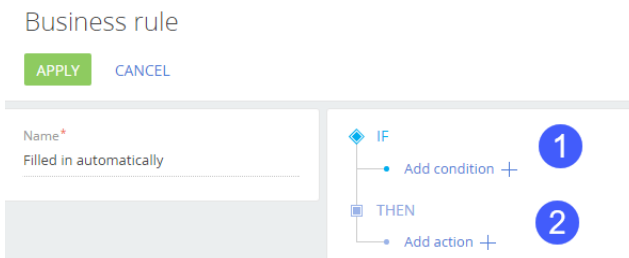 Business rule
APPLY CANCEL
Name*
Filled in automatically
IF
1
Add condition +
THEN
2
Add action +